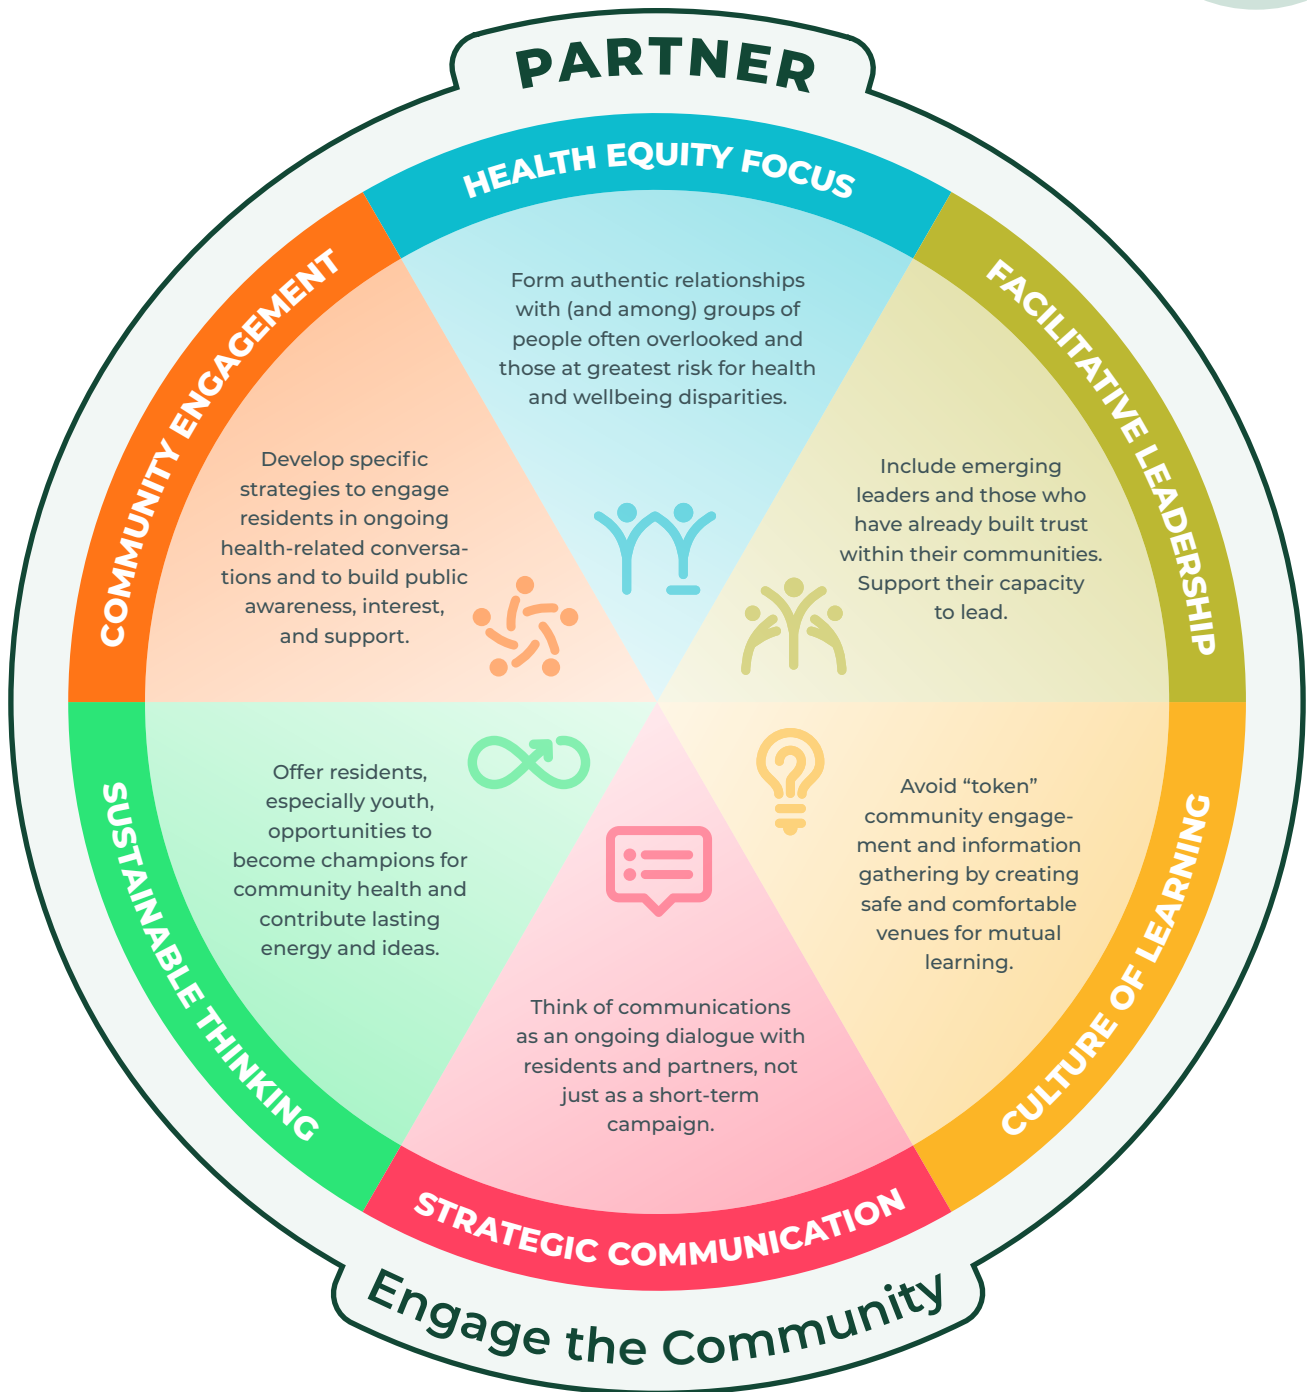 PARTNER
HEALTH EQUITY FOCUS
Form authentic relationships
with (and among) groups of
people often overlooked and
those at greatest risk for health
and wellbeing disparities.
FACILITATIVE LEADERSHIP
Include emerging
leaders and those who
have already built trust
within their communities.
Support their capacity
to lead.
CULTURE OF LEARNING
Avoid “token”
community engage-
ment and information
gathering by creating
safe and comfortable
venues for mutual
learning.
STRATEGIC COMMUNICATION
Think of communications
as an ongoing dialogue with
residents and partners, not
just as a short-term
campaign.
SUSTAINABLE THINKING
Offer residents,
especially youth,
opportunities to
become champions for
community health and
contribute lasting
energy and ideas.
COMMUNITY ENGAGEMENT
Develop specific
strategies to engage
residents in ongoing
health-related conversa-
tions and to build public
awareness, interest,
and support.
Engage the Community